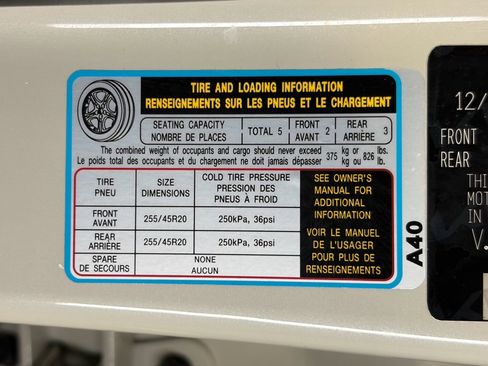 TIRE AND LOADING INFORMATION
RENSEIGNEMENTS SUR LES PNEUS ET LE CHARGEMENT
SEATING CAPACITY
NOMBRE DE PLACES
TOTAL 5
FRONT
AVANT
2
REAR
ARRIÈRE
3
The combined weight of occupants and cargo should never exceed 375 kg or 826 lbs.
Le poids total des occupants et du chargement ne doit jamais dépasser 375 kg ou 826 lb.
TIRE
PNEU
SIZE
DIMENSIONS
COLD TIRE PRESSURE
PRESSION DES
PNEUS À FROID
FRONT
AVANT
255/45R20
250kPa, 36psi
REAR
ARRIÈRE
255/45R20
250kPa, 36psi
SPARE
DE SECOURS
NONE
AUCUN
SEE OWNER'S
MANUAL FOR
ADDITIONAL
INFORMATION
VOIR LE MANUEL
DE L'USAGER
POUR PLUS DE
RENSEIGNEMENTS
A40
12/
FRONT
REAR
THI
MOT
IN
V.